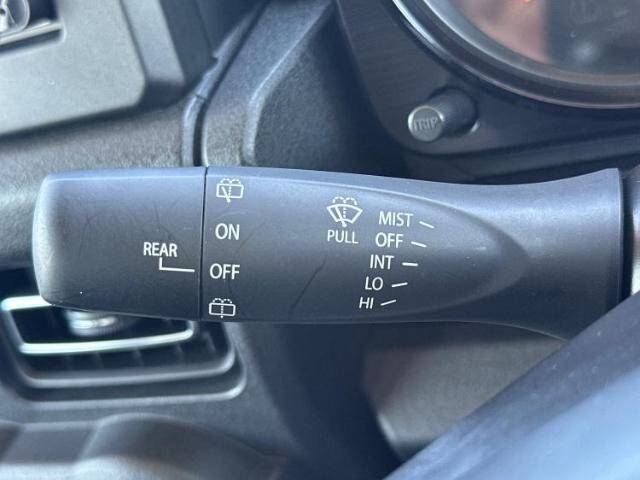 TRIP
ON
REAR
OFF
PULL
MIST
OFF
INT
LO
HI